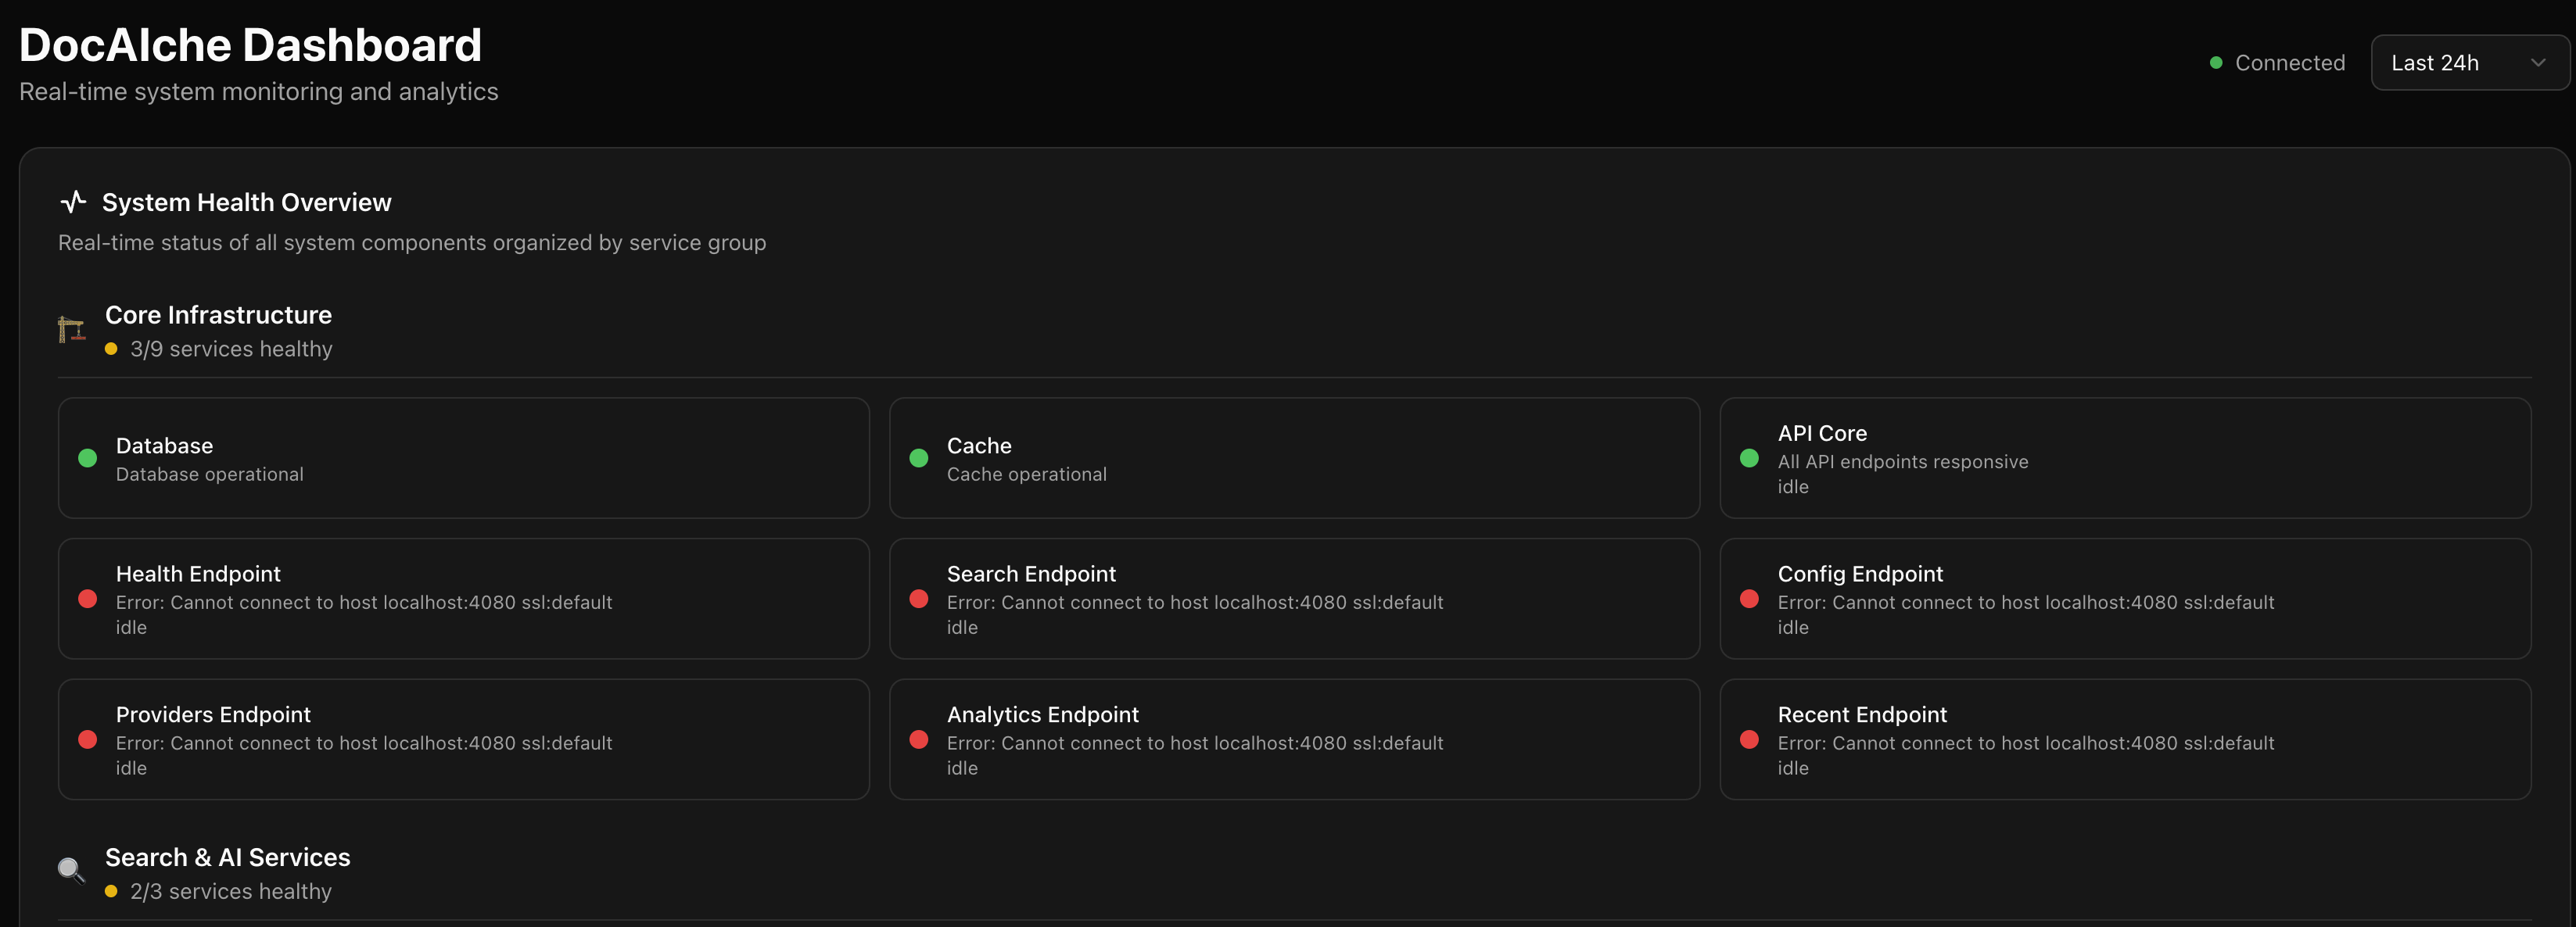 DocAIche Dashboard
Real-time system monitoring and analytics
Connected
Last 24h
System Health Overview
Real-time status of all system components organized by service group
Core Infrastructure
3/9 services healthy
Database
Database operational
Cache
Cache operational
API Core
All API endpoints responsive
idle
Health Endpoint
Error: Cannot connect to host localhost:4080 ssl:default
idle
Search Endpoint
Error: Cannot connect to host localhost:4080 ssl:default
idle
Config Endpoint
Error: Cannot connect to host localhost:4080 ssl:default
idle
Providers Endpoint
Error: Cannot connect to host localhost:4080 ssl:default
idle
Analytics Endpoint
Error: Cannot connect to host localhost:4080 ssl:default
idle
Recent Endpoint
Error: Cannot connect to host localhost:4080 ssl:default
idle
Search & AI Services
2/3 services healthy